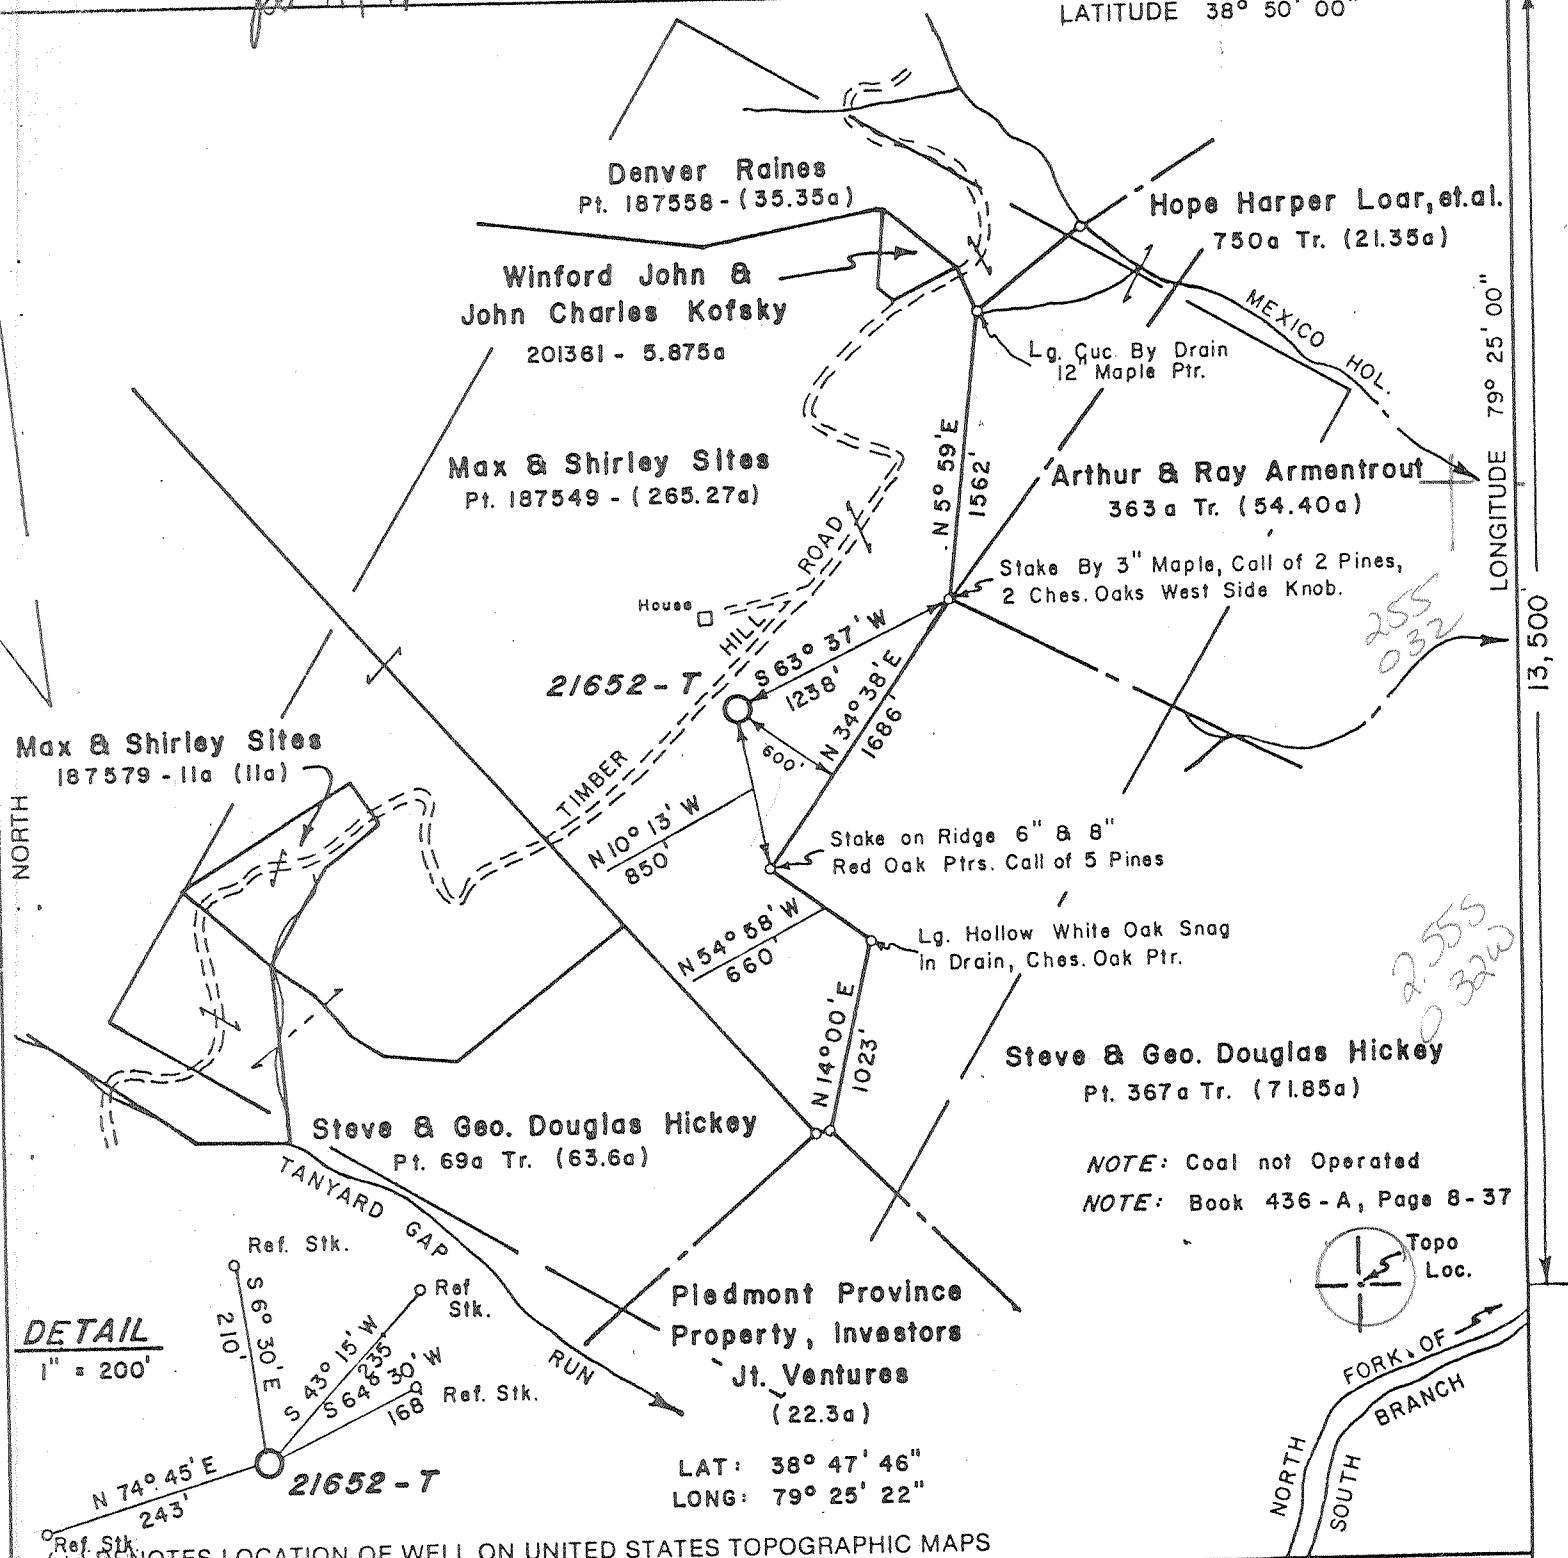 LATITUDE 38° 50' 00"
Denver Raines
Pt. 187558 - (35.35a)
Hope Harper Loar, et.al.
750a Tr. (21.35a)
Winford John &
John Charles Kofsky
201361 - 5.875a
MEXICO HOL.
LONGITUDE 79° 25' 00"
Lg. Cuc. By Drain
12" Maple Ptr.
N 5° 59' E
1562'
Max & Shirley Sites
Pt. 187549 - (265.27a)
Arthur & Ray Armentrout
363a Tr. (54.40a)
Stake By 3" Maple, Call of 2 Pines,
2 Ches. Oaks West Side Knob.
House
TIMBER HILL ROAD
255
032
13,500
S 63° 37' W
1238'
21652-T
N 34° 38' E
1686'
600'
Max & Shirley Sites
187579 - 11a (11a)
NORTH
N 10° 13' W
850'
Stake on Ridge 6" & 8"
Red Oak Ptrs. Call of 5 Pines
N 54° 58' W
660'
Lg. Hollow White Oak Snag
In Drain, Ches. Oak Ptr.
2.55S
0 32W
N 14° 00' E
1023'
Steve & Geo. Douglas Hickey
Pt. 367a Tr. (71.85a)
Steve & Geo. Douglas Hickey
Pt. 69a Tr. (63.6a)
NOTE: Coal not Operated
NOTE: Book 436-A, Page 8-37
TANYARD GAP RUN
Topo
Loc.
Ref. Stk.
Ref
Stk.
S 6° 30' E
210'
S 43° 15' W
235'
S 64° 30' W
168'
Ref. Stk.
DETAIL
1" = 200'
Piedmont Province
Property, Investors
Jt. Ventures
(22.3a)
FORK OF
NORTH
SOUTH BRANCH
N 74° 45' E
243'
21652-T
Ref. Stk.
LAT: 38° 47' 46"
LONG: 79° 25' 22"
DENOTES LOCATION OF WELL ON UNITED STATES TOPOGRAPHIC MAPS